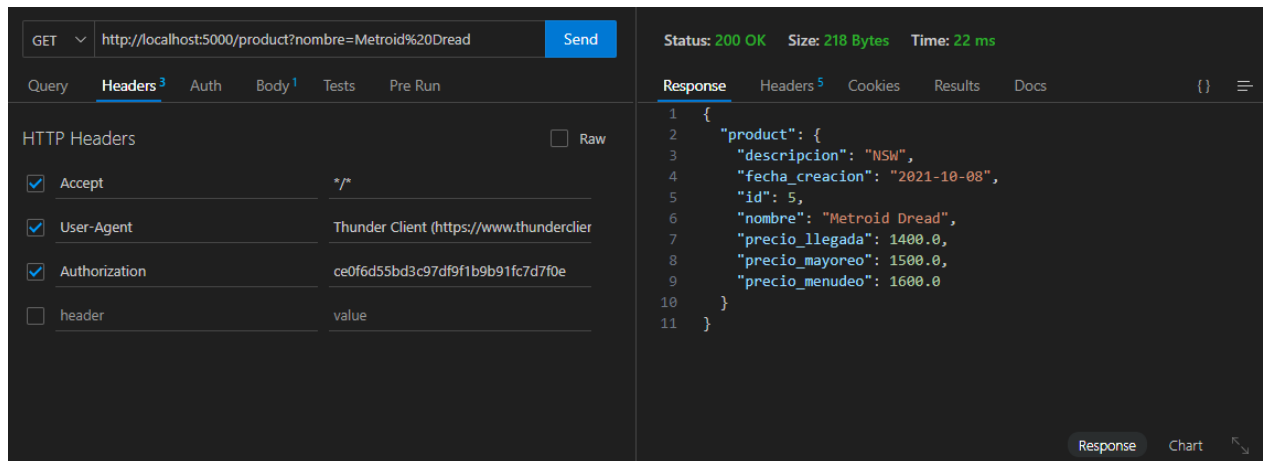 GET http://localhost:5000/product?nombre=Metroid%20Dread Send
Query Headers 3 Auth Body 1 Tests Pre Run
HTTP Headers Raw
Accept */*
User-Agent Thunder Client (https://www.thunderclier
Authorization ce0f6d55bd3c97df9f1b9b91fc7d7f0e
header value
Status: 200 OK Size: 218 Bytes Time: 22 ms
Response Headers 5 Cookies Results Docs {}
1 {
2 "product": {
3 "descripcion": "NSW",
4 "fecha_creacion": "2021-10-08",
5 "id": 5,
6 "nombre": "Metroid Dread",
7 "precio_llegada": 1400.0,
8 "precio_mayoreo": 1500.0,
9 "precio_menudeo": 1600.0
10 }
11 }
Response Chart